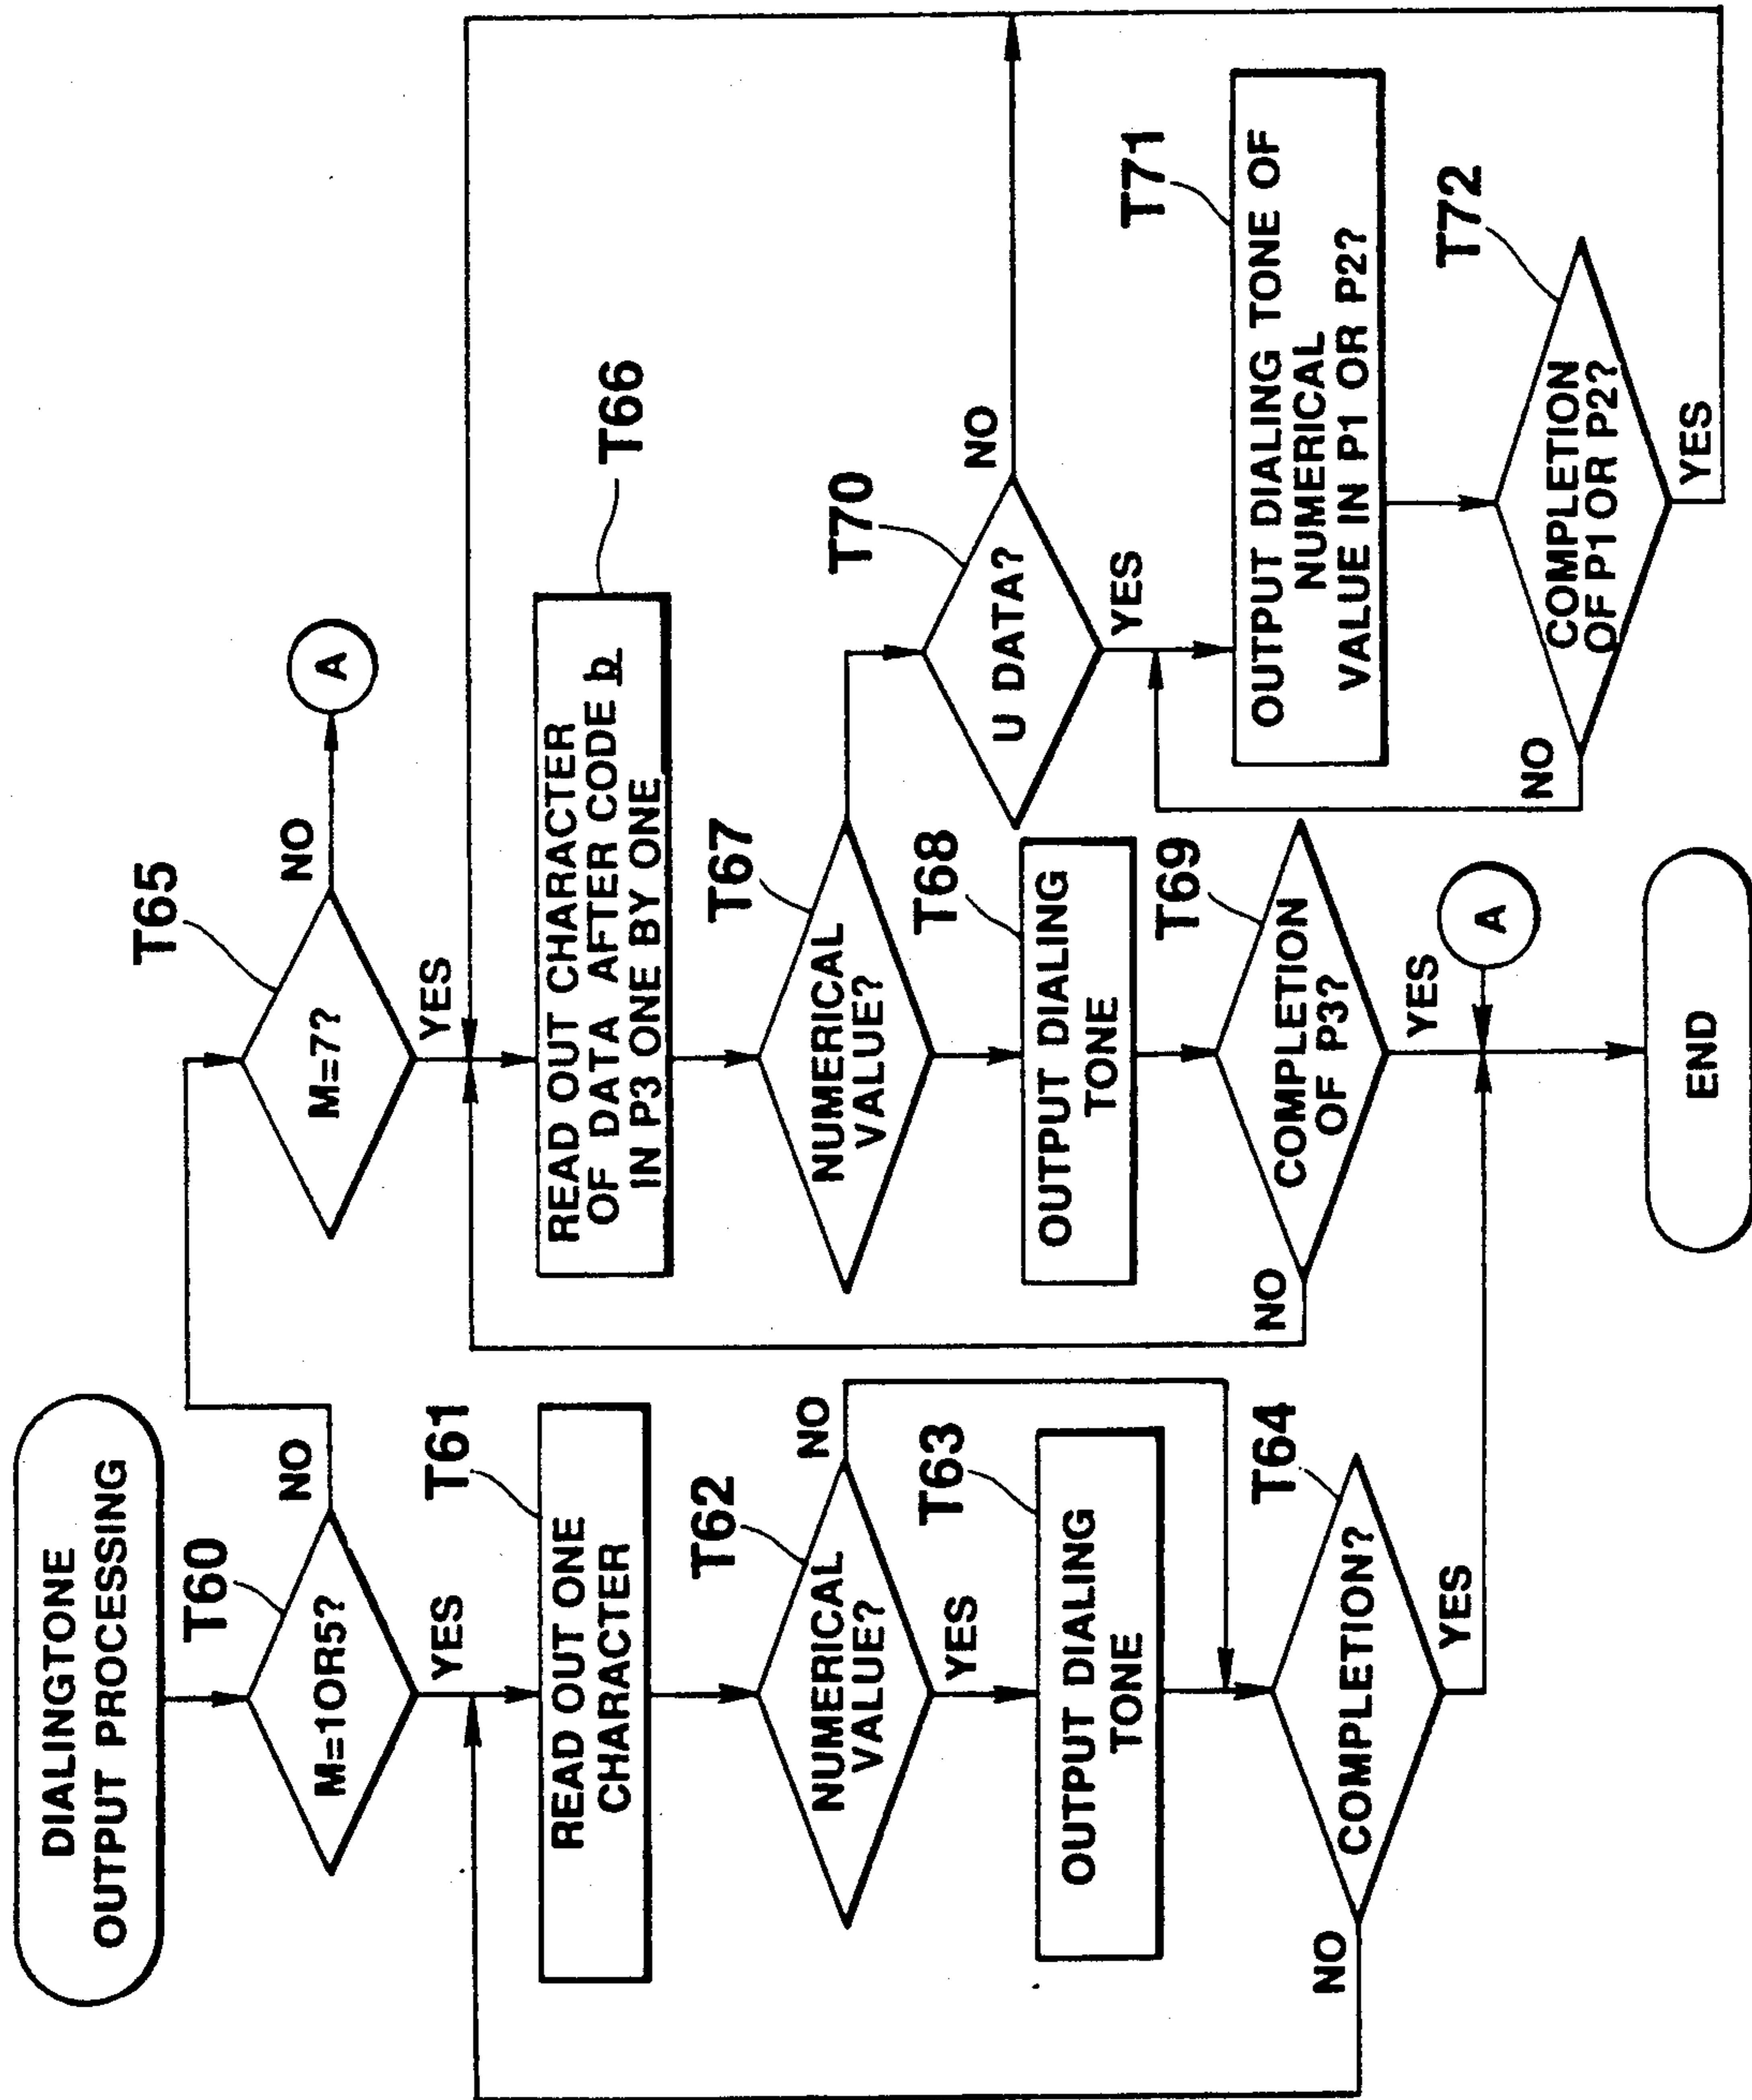 DIALINGTONE
OUTPUT PROCESSING
T60
M=1OR5?
NO
YES
T61
READ OUT ONE
CHARACTER
T62
NUMERICAL
VALUE?
NO
YES
T63
OUTPUT DIALING
TONE
T64
COMPLETION?
NO
YES
T65
M=7?
NO
A
YES
T66
READ OUT CHARACTER
OF DATA AFTER CODE b
IN P3 ONE BY ONE
T67
NUMERICAL
VALUE?
T68
OUTPUT DIALING
TONE
T69
COMPLETION
OF P3?
NO
YES
A
END
T70
U DATA?
NO
YES
T71
OUTPUT DIALING TONE OF
NUMERICAL
VALUE IN P1 OR P2?
T72
COMPLETION
OF P1OR P2?
NO
YES